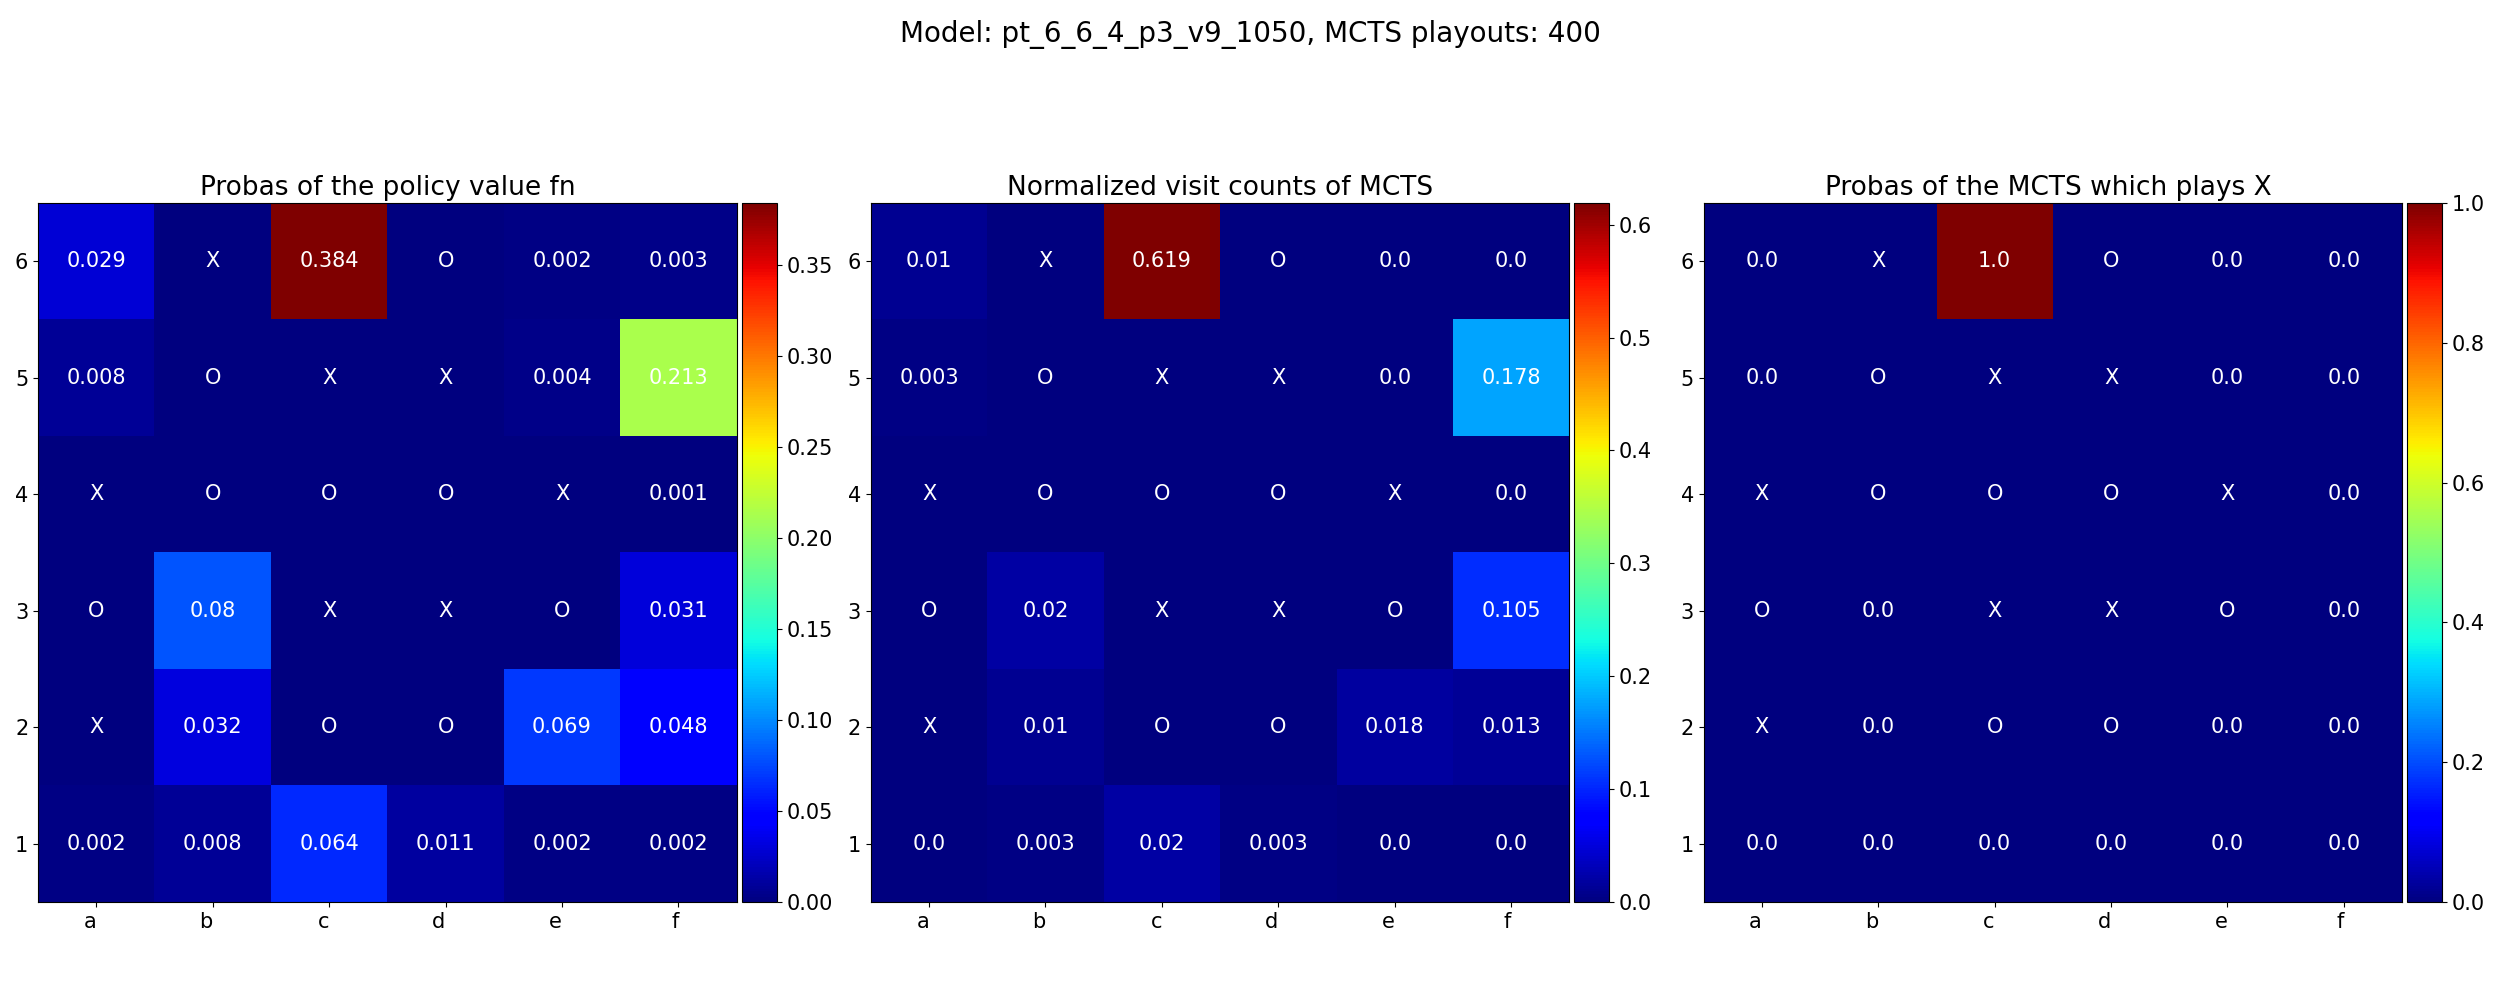 Model: pt_6_6_4_p3_v9_1050, MCTS playouts: 400
Probas of the policy value fn
6 0.029 X 0.384 O 0.002 0.003
5 0.008 O X X 0.004 0.213
4 X O O O X 0.001
3 O 0.08 X X O 0.031
2 X 0.032 O O 0.069 0.048
1 0.002 0.008 0.064 0.011 0.002 0.002
a b c d e f
0.35
0.30
0.25
0.20
0.15
0.10
0.05
0.00
Normalized visit counts of MCTS
6 0.01 X 0.619 O 0.0 0.0
5 0.003 O X X 0.0 0.178
4 X O O O X 0.0
3 O 0.02 X X O 0.105
2 X 0.01 O O 0.018 0.013
1 0.0 0.003 0.02 0.003 0.0 0.0
a b c d e f
0.6
0.5
0.4
0.3
0.2
0.1
0.0
Probas of the MCTS which plays X
6 0.0 X 1.0 O 0.0 0.0
5 0.0 O X X 0.0 0.0
4 X O O O X 0.0
3 O 0.0 X X O 0.0
2 X 0.0 O O 0.0 0.0
1 0.0 0.0 0.0 0.0 0.0 0.0
a b c d e f
1.0
0.8
0.6
0.4
0.2
0.0